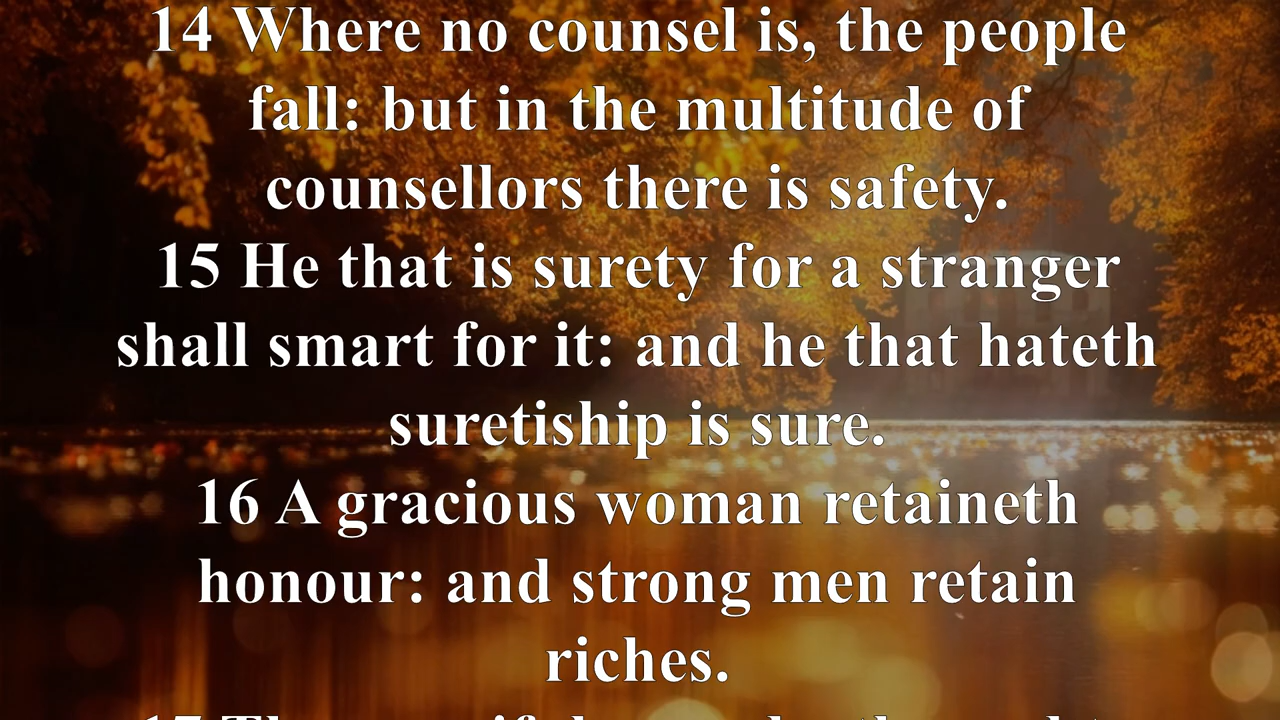 14 Where no counsel is, the people
fall: but in the multitude of
counsellors there is safety.
15 He that is surety for a stranger
shall smart for it: and he that hateth
suretiship is sure.
16 A gracious woman retaineth
honour: and strong men retain
riches.